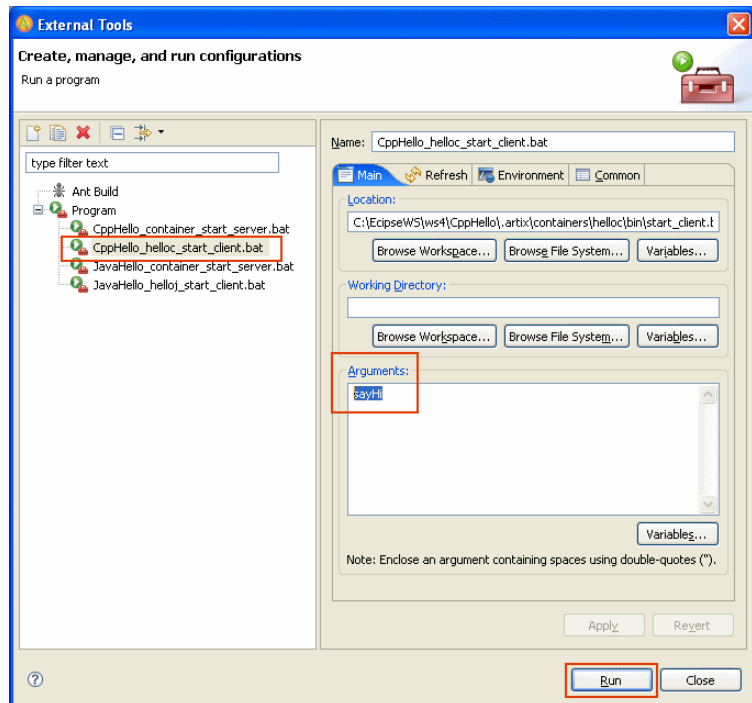 External Tools
Create, manage, and run configurations
Run a program
type filter text
Ant Build
Program
CppHello_container_start_server.bat
CppHello_helloc_start_client.bat
JavaHello_container_start_server.bat
JavaHello_helloj_start_client.bat
Name: CppHello_helloc_start_client.bat
Main Refresh Environment Common
Location:
C:\EcipseWS\ws4\CppHello\.artix\containers\helloc\bin\start_client.t
Browse Workspace... Browse File System... Variables...
Working Directory:
Browse Workspace... Browse File System... Variables...
Arguments:
sayHi
Variables...
Note: Enclose an argument containing spaces using double-quotes (").
Apply Revert
? Run Close